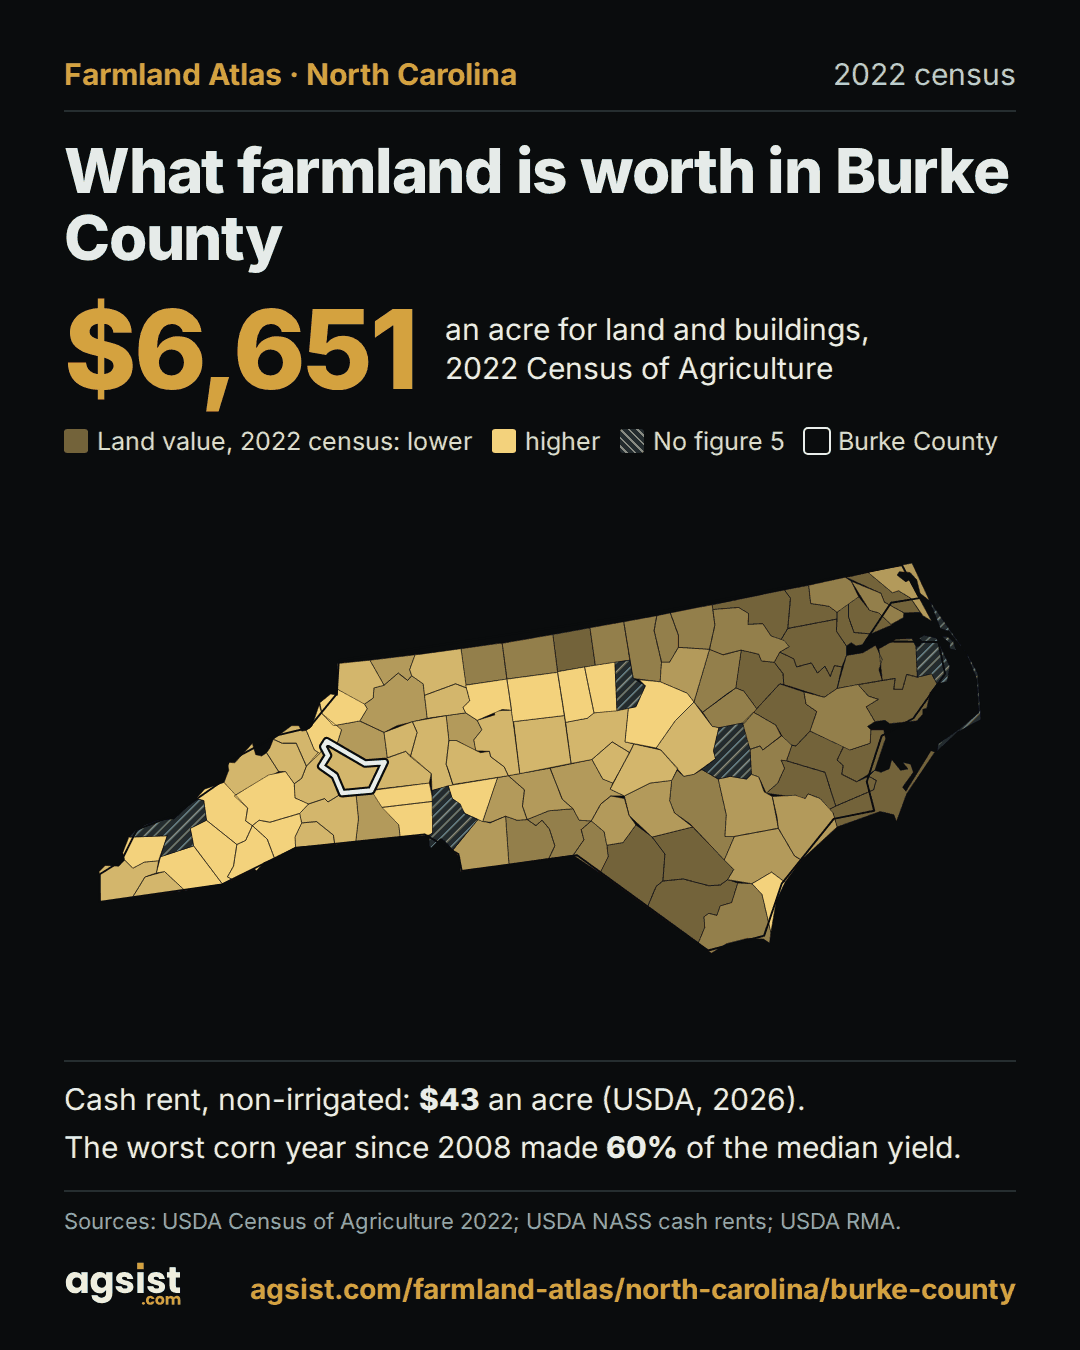 Farmland Atlas · North Carolina
2022 census
What farmland is worth in Burke
County
$6,651
an acre for land and buildings,
2022 Census of Agriculture
Land value, 2022 census: lower
higher
No figure 5
Burke County
Cash rent, non-irrigated: $43 an acre (USDA, 2026).
The worst corn year since 2008 made 60% of the median yield.
Sources: USDA Census of Agriculture 2022; USDA NASS cash rents; USDA RMA.
agsist
.com
agsist.com/farmland-atlas/north-carolina/burke-county